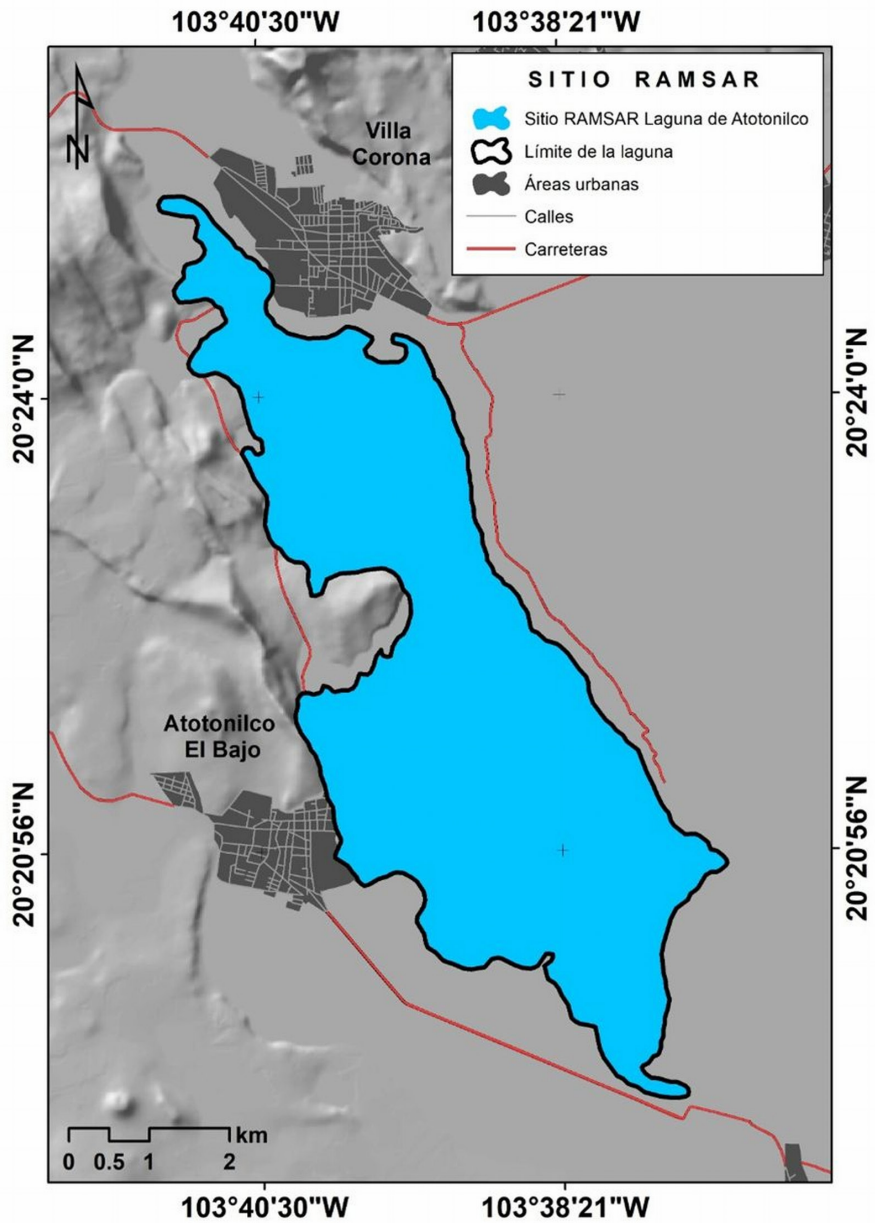 103°40'30"W
103°38'21"W
SITIO RAMSAR
Sitio RAMSAR Laguna de Atotonilco
Límite de la laguna
Áreas urbanas
Calles
Carreteras
N
Villa
Corona
20°24'0"N
20°24'0"N
Atotonilco
El Bajo
20°20'56"N
20°20'56"N
km
0 0.5 1 2
103°40'30"W
103°38'21"W